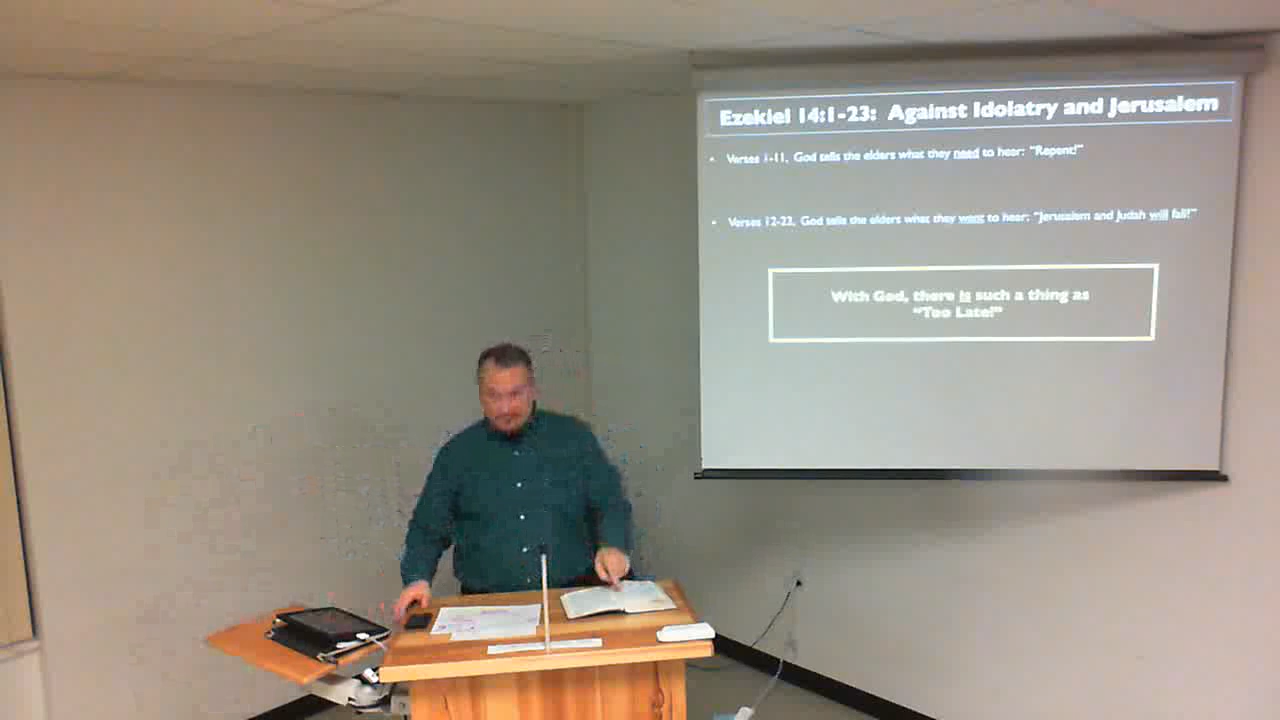 Ezekiel 14:1-23: Against Idolatry and Jerusalem
• Verses 1-11, God tells the elders what they need to hear: "Repent!"
• Verses 12-23, God tells the elders what they want to hear: "Jerusalem and Judah will fall!"
With God, there is such a thing as
"Too Late!"